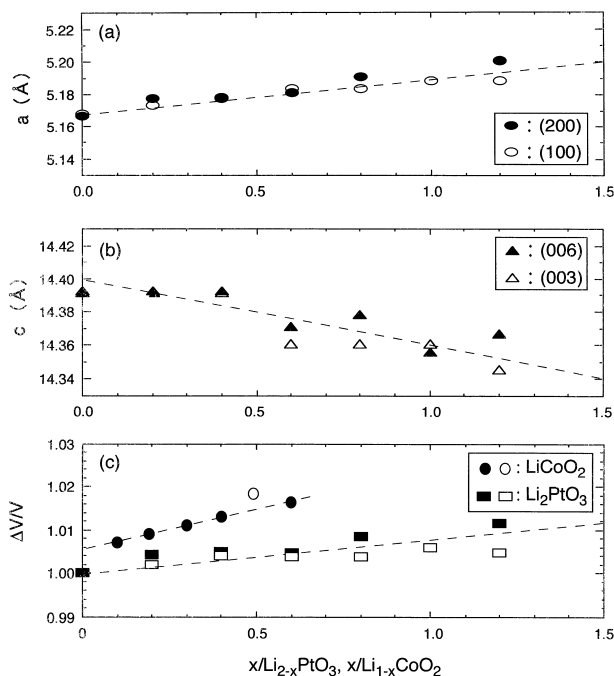 (a)
5.22
5.20
5.18
5.16
5.14
a (Å)
● : (200)
○ : (100)
0.0 0.5 1.0 1.5
(b)
14.42
14.40
14.38
14.36
14.34
c (Å)
▲ : (006)
△ : (003)
0.0 0.5 1.0 1.5
(c)
1.03
1.02
1.01
1.00
0.99
ΔV/V
● ○ : LiCoO₂
■ □ : Li₂PtO₃
0 0.5 1.0 1.5
x/Li₂₋ₓPtO₃, x/Li₁₋ₓCoO₂